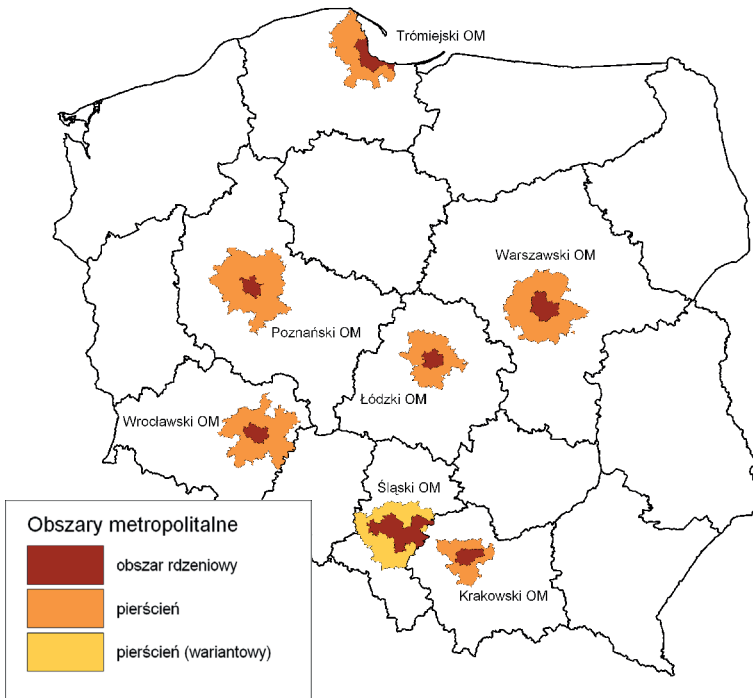 Trómiejski OM
Warszawski OM
Poznański OM
Łódzki OM
Wrocławski OM
Śląski OM
Krakowski OM
Obszary metropolitalne
obszar rdzeniowy
pierścień
pierścień (wariantowy)